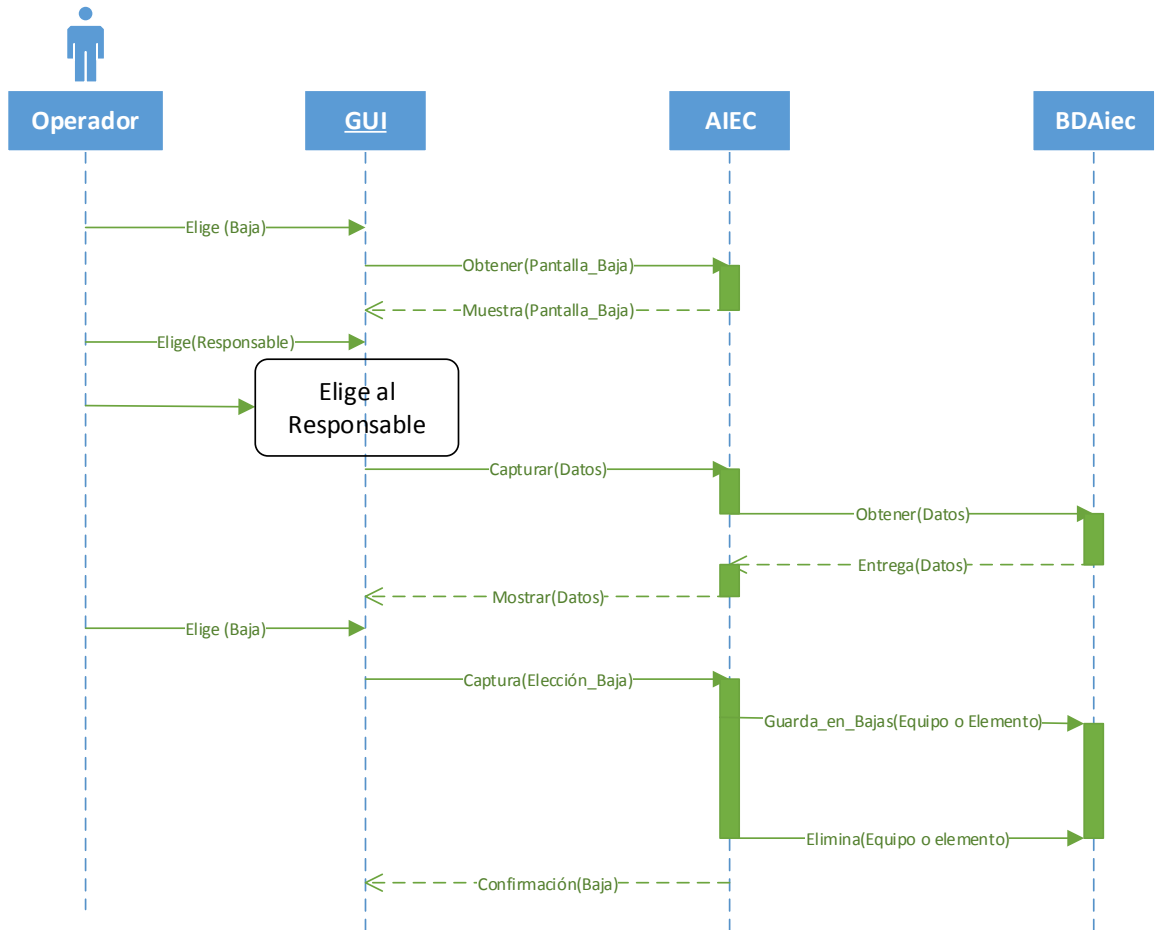 Operador
GUI
AIEC
BDAiec
Elige (Baja)
Obtener(Pantalla_Baja)
Muestra(Pantalla_Baja)
Elige(Responsable)
Elige al
Responsable
Capturar(Datos)
Obtener(Datos)
Entrega(Datos)
Mostrar(Datos)
Elige (Baja)
Captura(Elección_Baja)
Guarda_en_Bajas(Equipo o Elemento)
Elimina(Equipo o elemento)
Confirmación(Baja)